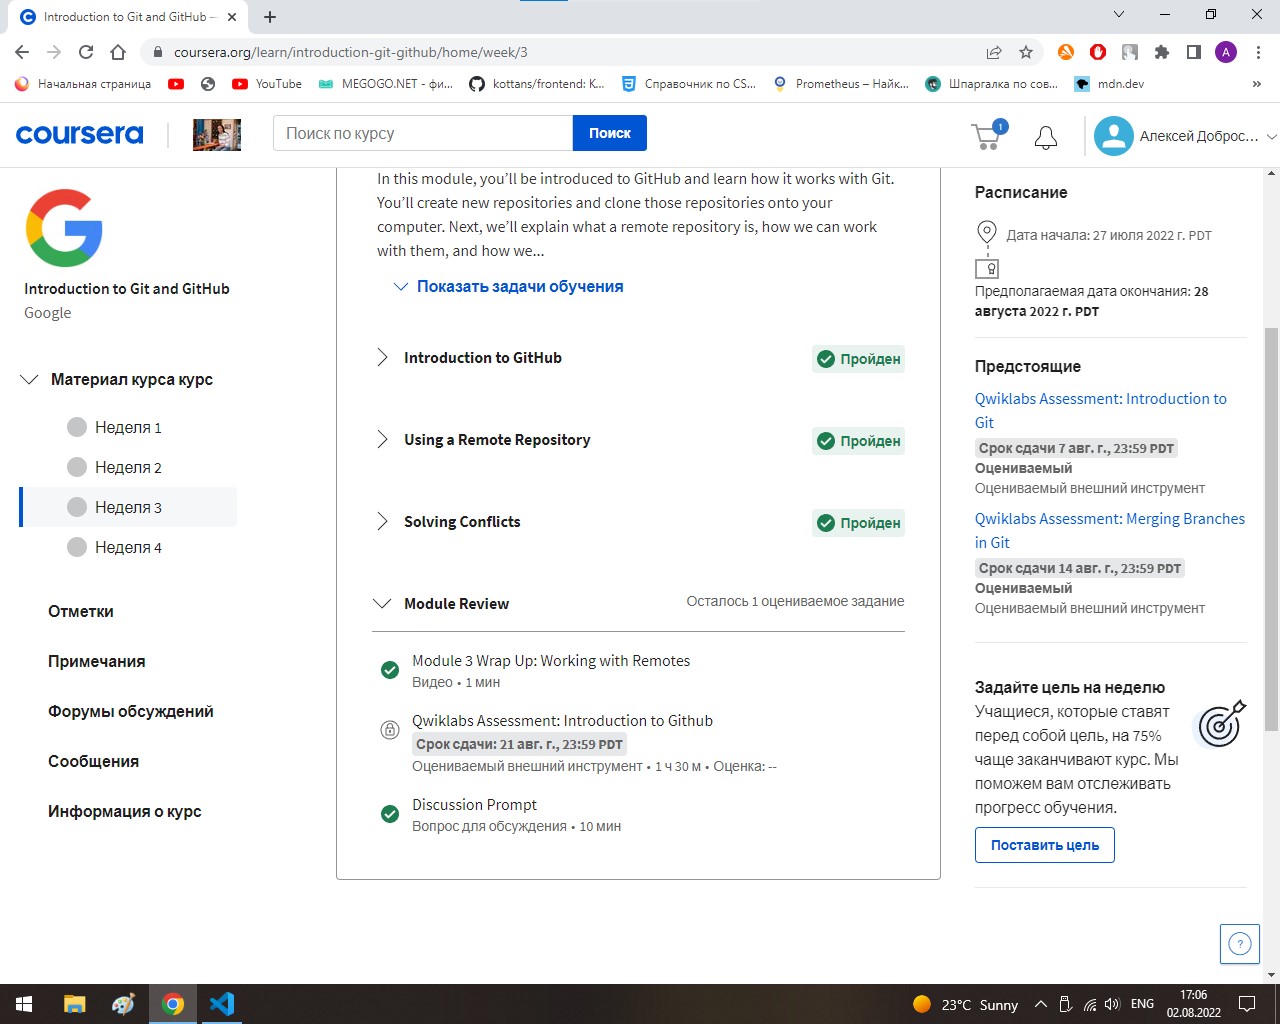 Introduction to Git and GitHub –
coursera.org/learn/introduction-git-github/home/week/3
A
Начальная страница
YouTube
MEGOGO.NET - фи...
kottans/frontend: K...
Справочник по CS...
Prometheus – Найк...
Шпаргалка по сов...
mdn.dev
»
coursera
Поиск по курсу
Поиск
1
Алексей Доброс...
Introduction to Git and GitHub
Google
Материал курса курс
Неделя 1
Неделя 2
Неделя 3
Неделя 4
Отметки
Примечания
Форумы обсуждений
Сообщения
Информация о курс
In this module, you'll be introduced to GitHub and learn how it works with Git.
You'll create new repositories and clone those repositories onto your
computer. Next, we'll explain what a remote repository is, how we can work
with them, and how we...
Показать задачи обучения
Introduction to GitHub
Пройден
Using a Remote Repository
Пройден
Solving Conflicts
Пройден
Module Review
Осталось 1 оцениваемое задание
Module 3 Wrap Up: Working with Remotes
Видео • 1 мин
Qwiklabs Assessment: Introduction to Github
Срок сдачи: 21 авг. г., 23:59 PDT
Оцениваемый внешний инструмент • 1 ч 30 м • Оценка: --
Discussion Prompt
Вопрос для обсуждения • 10 мин
Расписание
Дата начала: 27 июля 2022 г. PDT
Предполагаемая дата окончания: 28
августа 2022 г. PDT
Предстоящие
Qwiklabs Assessment: Introduction to
Git
Срок сдачи 7 авг. г., 23:59 PDT
Оцениваемый
Оцениваемый внешний инструмент
Qwiklabs Assessment: Merging Branches
in Git
Срок сдачи 14 авг. г., 23:59 PDT
Оцениваемый
Оцениваемый внешний инструмент
Задайте цель на неделю
Учащиеся, которые ставят
перед собой цель, на 75%
чаще заканчивают курс. Мы
поможем вам отслеживать
прогресс обучения.
Поставить цель
?
23°C Sunny
ENG
17:06
02.08.2022